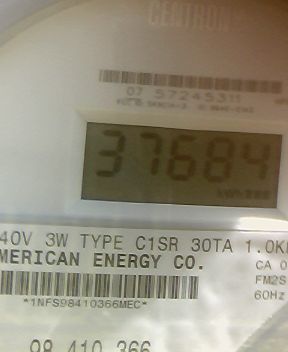 CENTRON
07 57245311
37684
kWh 888
40V 3W TYPE C1SR 30TA 1.0K
MERICAN ENERGY CO.
CA 0
FM2S
*1NFS98410366MEC*
60Hz
98 410 366